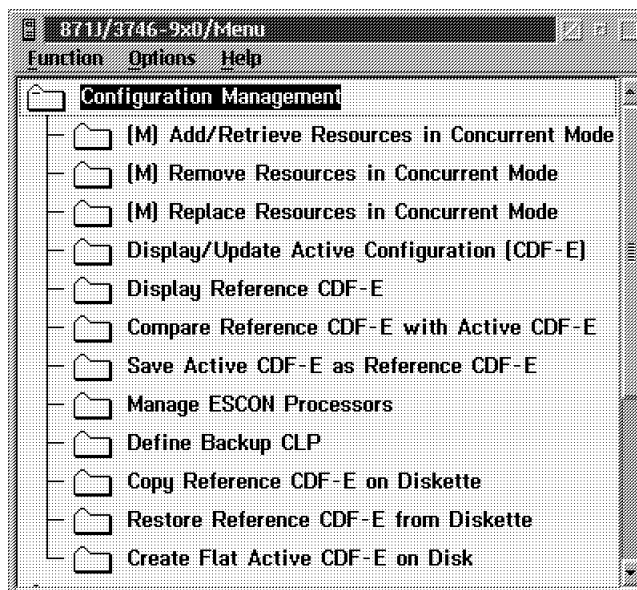 871J/3746-9x0/Menu
Function Options Help
Configuration Management
(M) Add/Retrieve Resources in Concurrent Mode
(M) Remove Resources in Concurrent Mode
(M) Replace Resources in Concurrent Mode
Display/Update Active Configuration (CDF-E)
Display Reference CDF-E
Compare Reference CDF-E with Active CDF-E
Save Active CDF-E as Reference CDF-E
Manage ESCON Processors
Define Backup CLP
Copy Reference CDF-E on Diskette
Restore Reference CDF-E from Diskette
Create Flat Active CDF-E on Disk